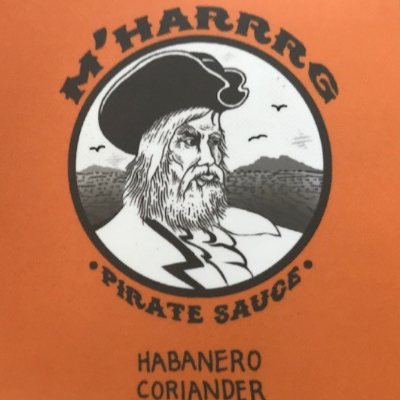 M'HARRRG
• PIRATE SAUCE •
HABANERO
CORIANDER